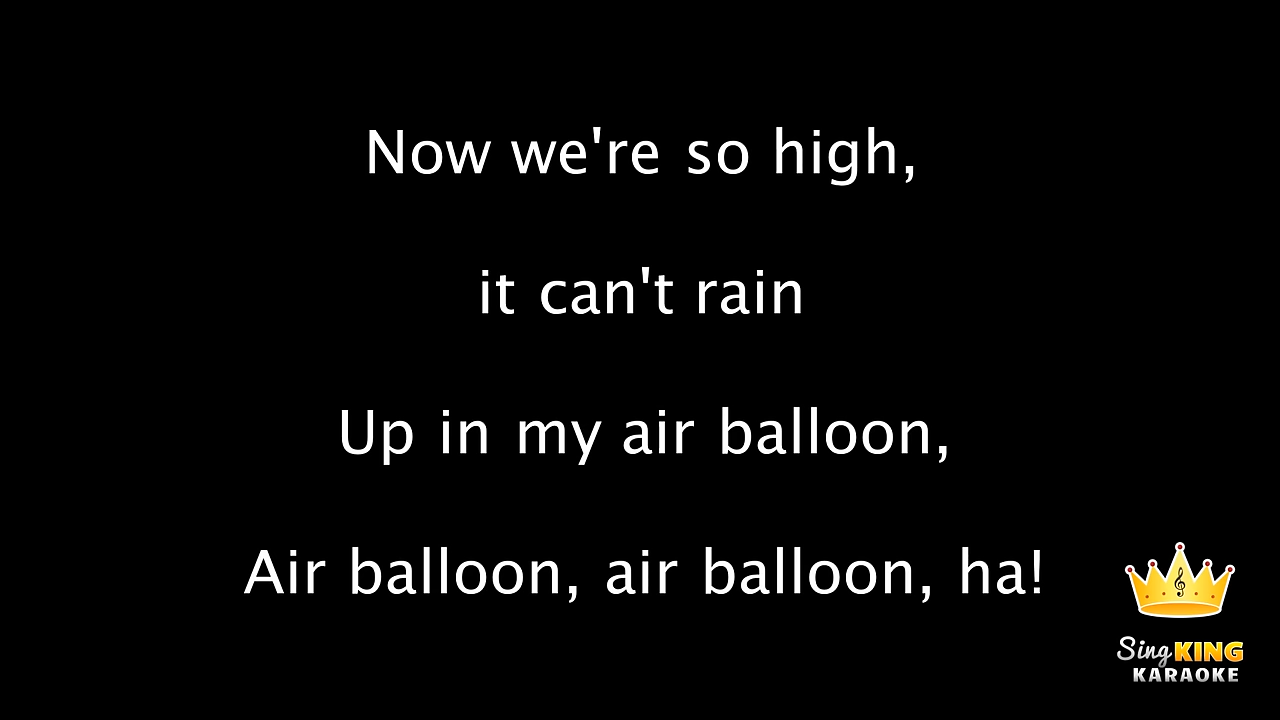 Now we're so high,
it can't rain
Up in my air balloon,
Air balloon, air balloon, ha!
Sing KING
KARAOKE